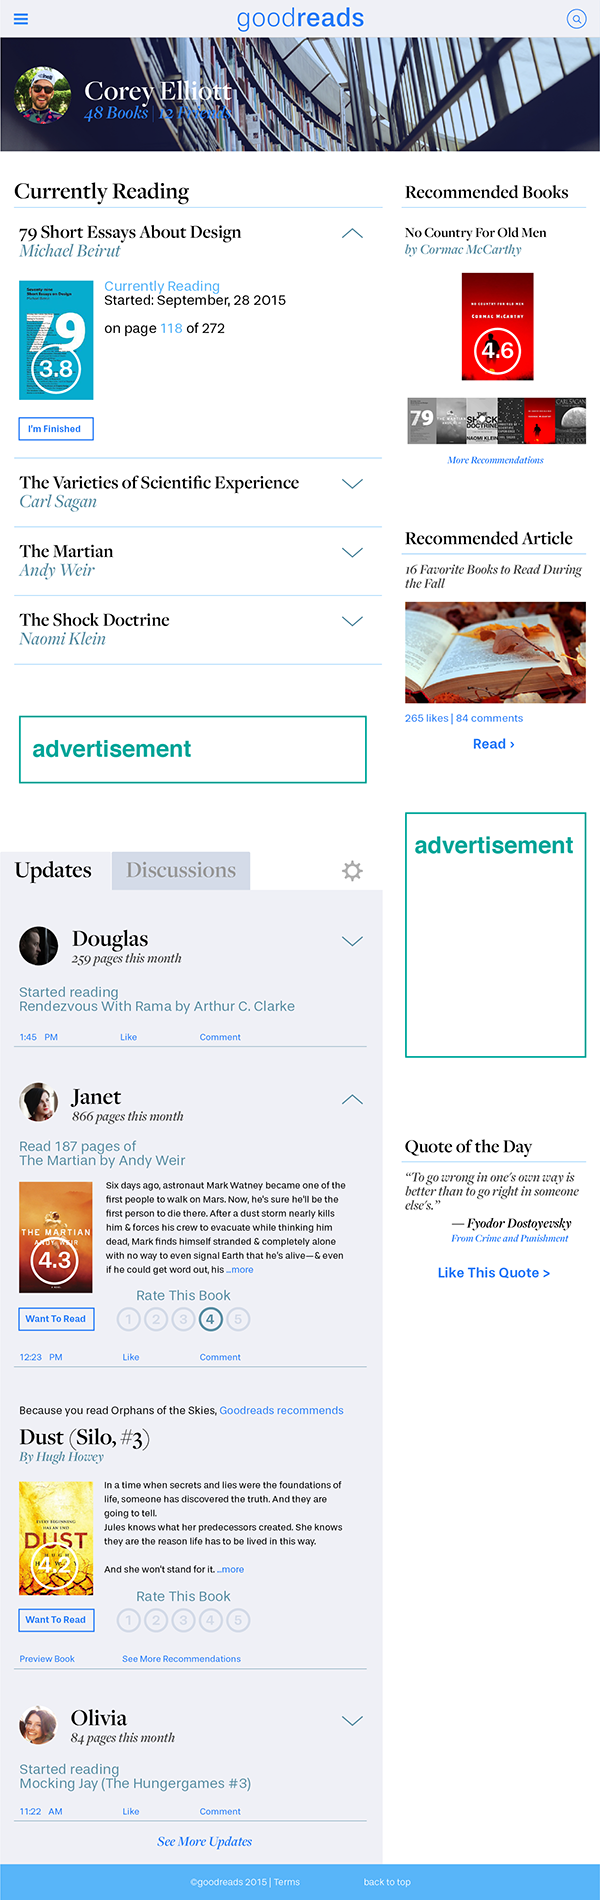 goodreads
Corey Elliott
48 Books | 12 Friends
Currently Reading
79 Short Essays About Design
Michael Beirut
Seventy-nine
Short Essays on Design
79
3.8
Currently Reading
Started: September, 28 2015
on page 118 of 272
I'm Finished
The Varieties of Scientific Experience
Carl Sagan
The Martian
Andy Weir
The Shock Doctrine
Naomi Klein
advertisement
Recommended Books
No Country For Old Men
by Cormac McCarthy
NO COUNTRY FOR OLD MEN
CORMAC MCCARTHY
4.6
79
THE SHOCK
DOCTRINE
NAOMI KLEIN
CARL SAGAN
More Recommendations
Recommended Article
16 Favorite Books to Read During
the Fall
265 likes | 84 comments
Read ›
advertisement
Quote of the Day
“To go wrong in one's own way is
better than to go right in someone
else's.”
— Fyodor Dostoyevsky
From Crime and Punishment
Like This Quote >
Updates
Discussions
Douglas
259 pages this month
Started reading
Rendezvous With Rama by Arthur C. Clarke
1:45 PM Like Comment
Janet
866 pages this month
Read 187 pages of
The Martian by Andy Weir
THE MARTIAN
ANDY WEIR
4.3
Six days ago, astronaut Mark Watney became one of the
first people to walk on Mars. Now, he's sure he'll be the
first person to die there. After a dust storm nearly kills
him & forces his crew to evacuate while thinking him
dead, Mark finds himself stranded & completely alone
with no way to even signal Earth that he's alive—& even
if he could get word out, his ...more
Rate This Book
1 2 3 4 5
Want To Read
12:23 PM Like Comment
Because you read Orphans of the Skies, Goodreads recommends
Dust (Silo, #3)
By Hugh Howey
EVERY BEGINNING
HAS AN END
DUST
HUGH
4.2
In a time when secrets and lies were the foundations of
life, someone has discovered the truth. And they are
going to tell.
Jules knows what her predecessors created. She knows
they are the reason life has to be lived in this way.
And she won't stand for it. ...more
Rate This Book
1 2 3 4 5
Want To Read
Preview Book See More Recommendations
Olivia
84 pages this month
Started reading
Mocking Jay (The Hungergames #3)
11:22 AM Like Comment
See More Updates
©goodreads 2015 | Terms back to top